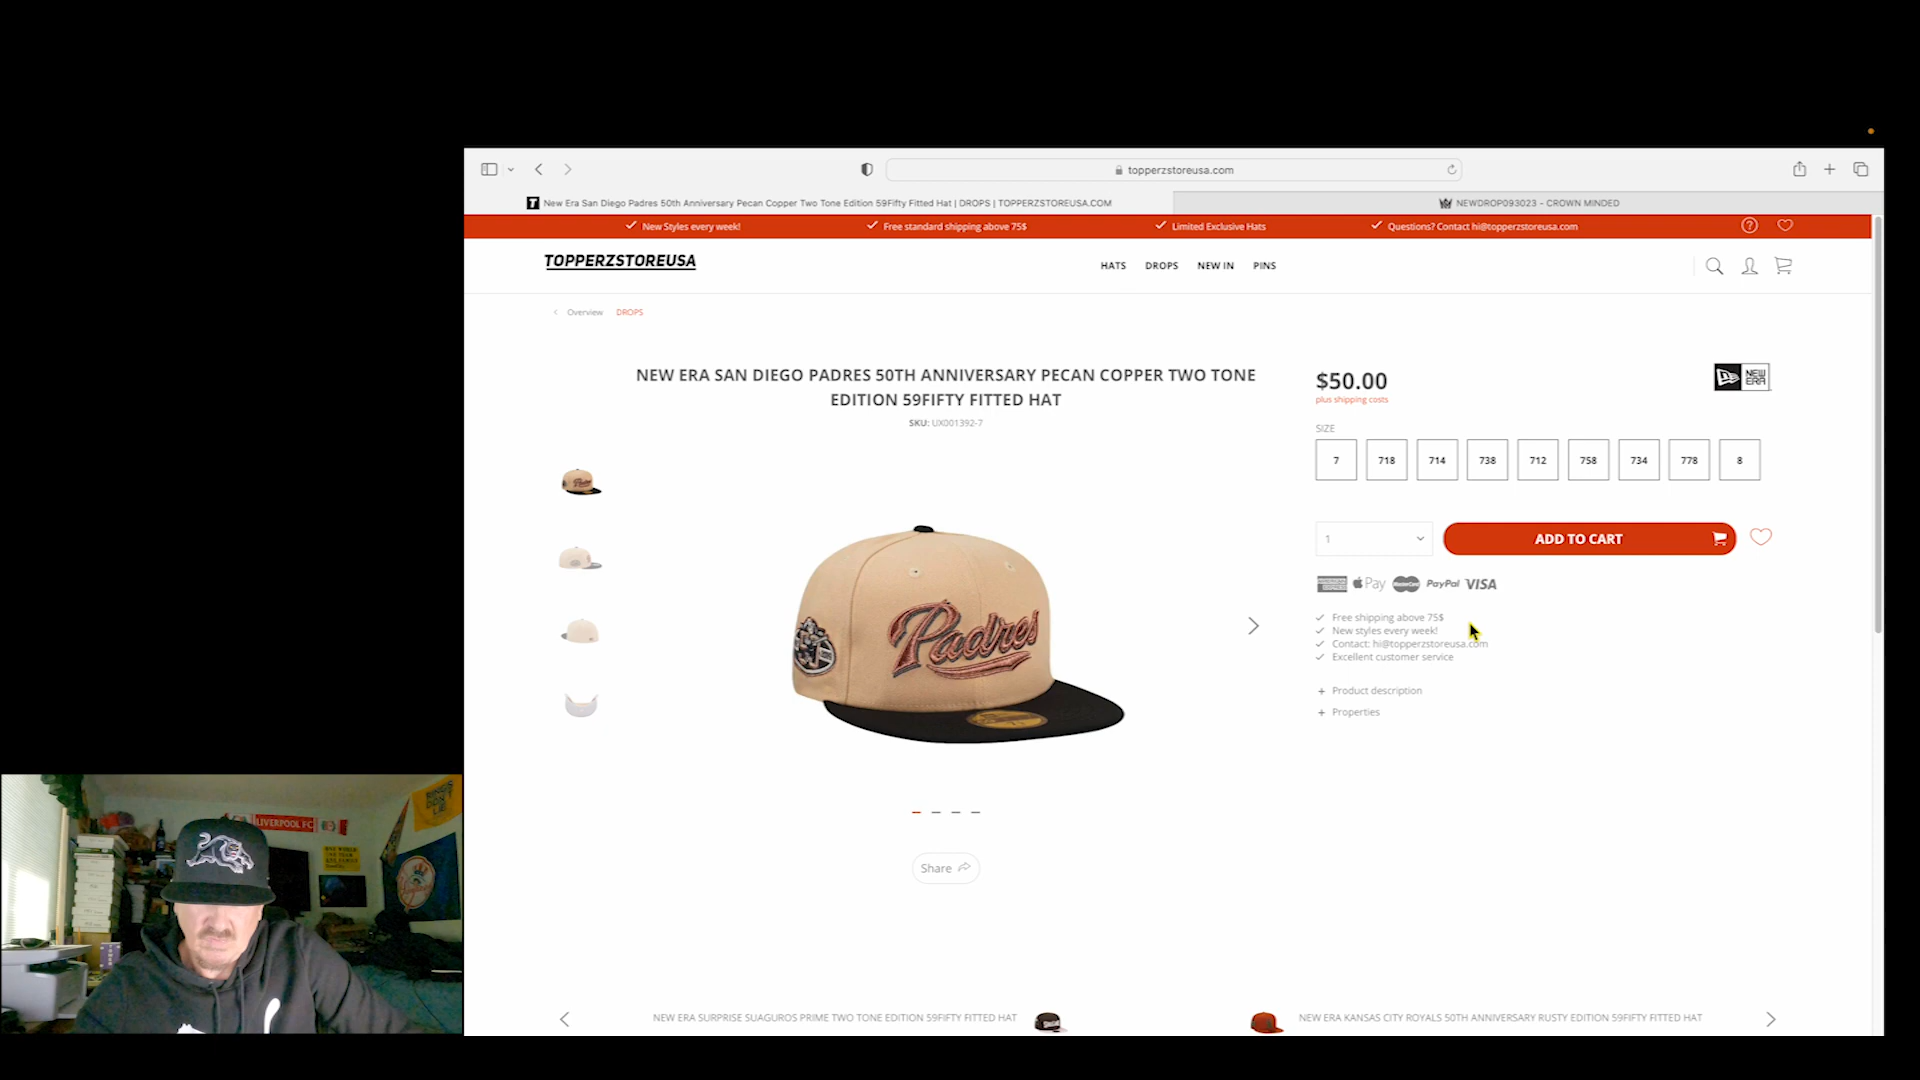 topperzstoreusa.com
New Era San Diego Padres 50th Anniversary Pecan Copper Two Tone Edition 59Fifty Fitted Hat | DROPS | TOPPERZSTOREUSA.COM
NEWDROP093023 - CROWN MINDED
New Styles every week!
Free standard shipping above 75$
Limited Exclusive Hats
Questions? Contact hi@topperzstoreusa.com
TOPPERZSTOREUSA
HATS
DROPS
NEW IN
PINS
Overview
DROPS
NEW ERA SAN DIEGO PADRES 50TH ANNIVERSARY PECAN COPPER TWO TONE
EDITION 59FIFTY FITTED HAT
SKU: UX001392-7
Padres
$50.00
plus shipping costs
NEW ERA
SIZE
7
718
714
738
712
758
734
778
8
1
ADD TO CART
Pay
PayPal
VISA
Free shipping above 75$
New styles every week!
Contact: hi@topperzstoreusa.com
Excellent customer service
+ Product description
+ Properties
Share
NEW ERA SURPRISE SUAGUROS PRIME TWO TONE EDITION 59FIFTY FITTED HAT
NEW ERA KANSAS CITY ROYALS 50TH ANNIVERSARY RUSTY EDITION 59FIFTY FITTED HAT
LIVERPOOL FC